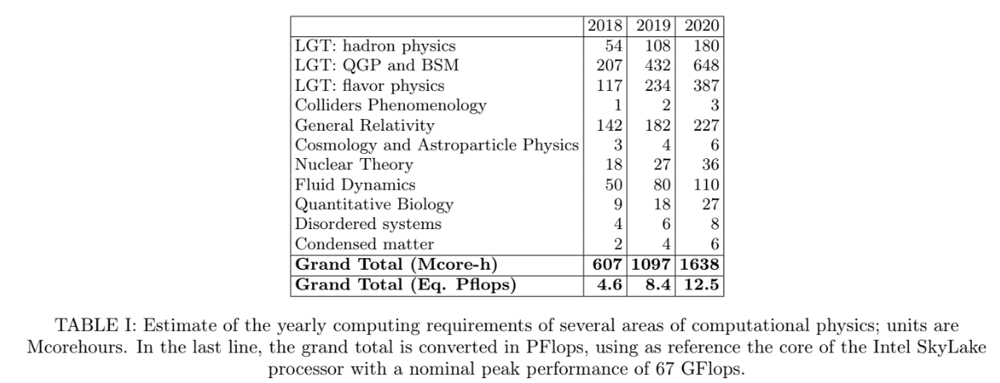 2018 2019 2020
LGT: hadron physics 54 108 180
LGT: QGP and BSM 207 432 648
LGT: flavor physics 117 234 387
Colliders Phenomenology 1 2 3
General Relativity 142 182 227
Cosmology and Astroparticle Physics 3 4 6
Nuclear Theory 18 27 36
Fluid Dynamics 50 80 110
Quantitative Biology 9 18 27
Disordered systems 4 6 8
Condensed matter 2 4 6
Grand Total (Mcore-h) 607 1097 1638
Grand Total (Eq. Pflops) 4.6 8.4 12.5
TABLE I: Estimate of the yearly computing requirements of several areas of computational physics; units are
Mcorehours. In the last line, the grand total is converted in PFlops, using as reference the core of the Intel SkyLake
processor with a nominal peak performance of 67 GFlops.